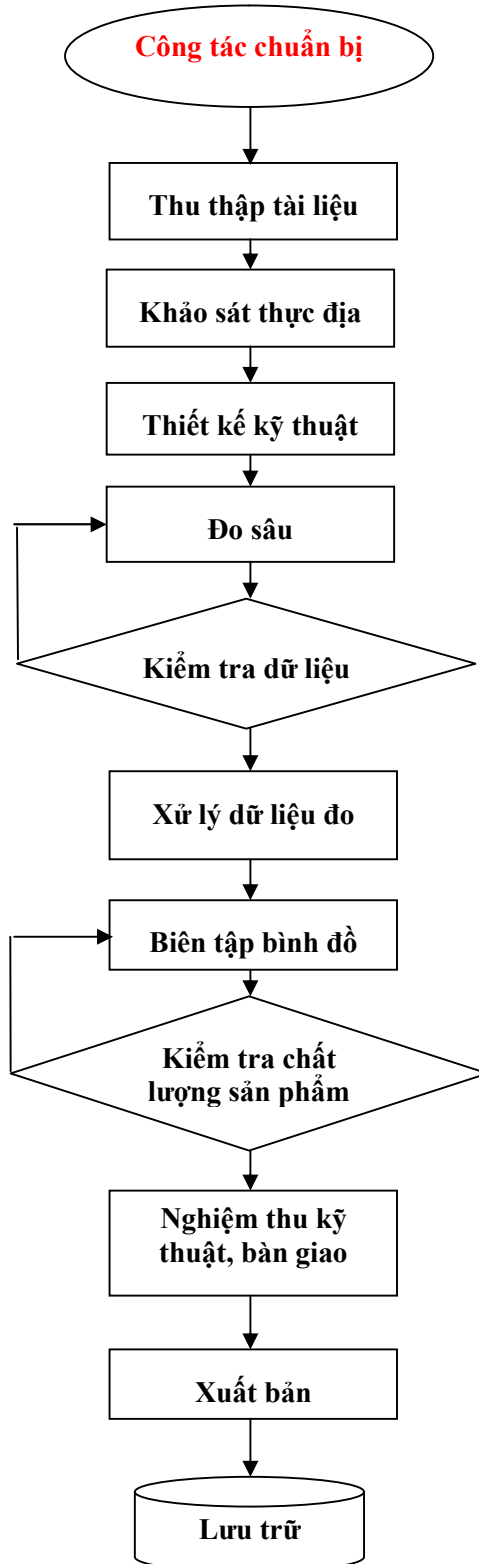 Công tác chuẩn bị
Thu thập tài liệu
Khảo sát thực địa
Thiết kế kỹ thuật
Đo sâu
Kiểm tra dữ liệu
Xử lý dữ liệu đo
Biên tập bình đồ
Kiểm tra chất
lượng sản phẩm
Nghiệm thu kỹ
thuật, bàn giao
Xuất bản
Lưu trữ